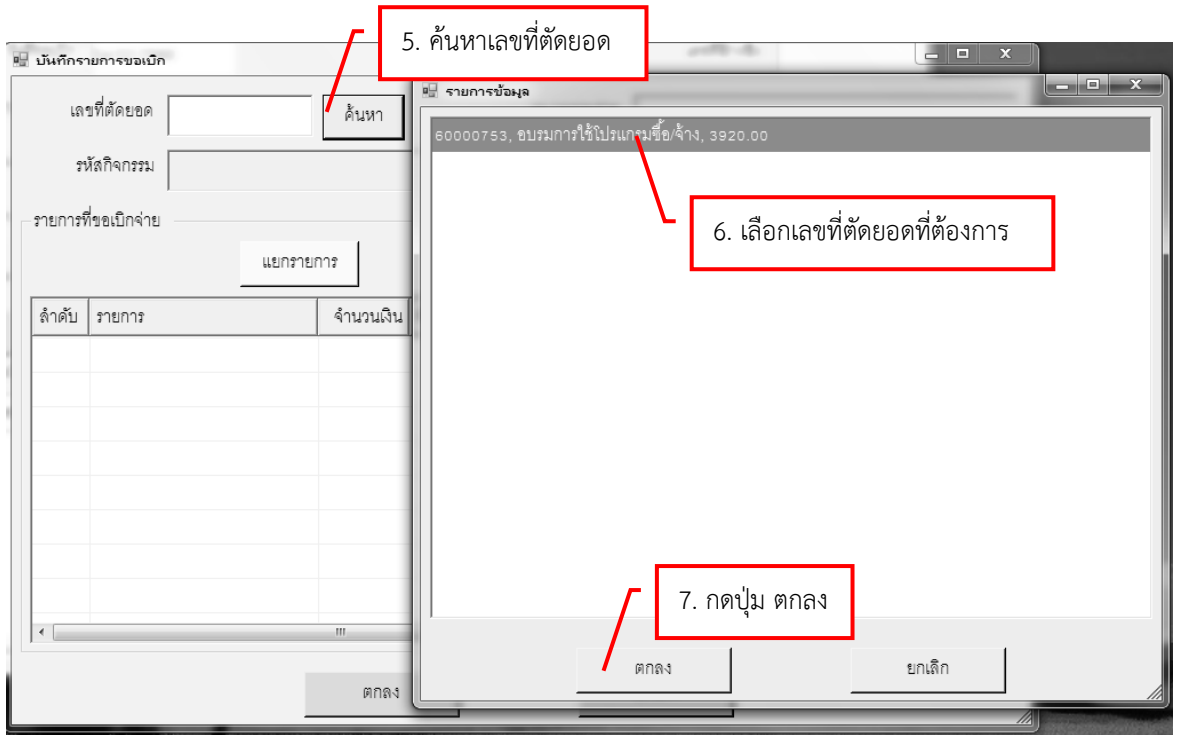 5. ค้นหาเลขที่ตัดยอด
บันทึกรายการขอเบิก
เลขที่ตัดยอด
ค้นหา
รหัสกิจกรรม
รายการที่ขอเบิกจ่าย
แยกรายการ
ลำดับ รายการ จำนวนเงิน
ตกลง
รายการข้อมูล
60000753, อบรมการใช้โปรแกรมซื้อ/จ้าง, 3920.00
6. เลือกเลขที่ตัดยอดที่ต้องการ
7. กดปุ่ม ตกลง
ตกลง ยกเลิก